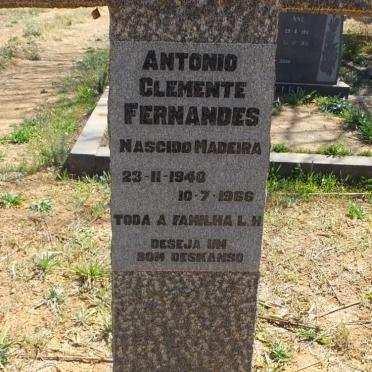 ANTONIO
CLEMENTE
FERNANDES
NASCIDO MADEIRA
23-11-1940
10-7-1966
TODA A FAMILHA L.H
DESEJA UM
BOM DESKANSO